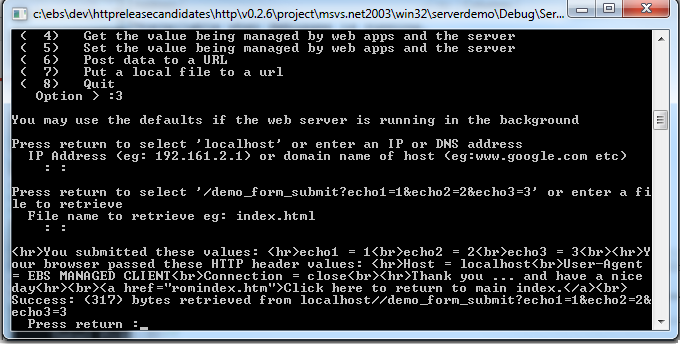 c:\ebs\dev\httpreleasecandidates\http\v0.2.6\project\msvs.net2003\win32\serverdemo\Debug\Ser...
(  4)   Get the value being managed by web apps and the server
(  5)   Set the value being managed by web apps and the server
(  6)   Post data to a URL
(  7)   Put a local file to a url
(  8)   Quit
Option > :3
You may use the defaults if the web server is running in the background
Press return to select 'localhost' or enter an IP or DNS address
IP Address (eg: 192.161.2.1) or domain name of host (eg:www.google.com etc)
: :
Press return to select '/demo_form_submit?echo1=1&echo2=2&echo3=3' or enter a fi
le to retrieve
File name to retrieve eg: index.html
: :
<hr>You submitted these values: <hr>echo1 = 1<br>echo2 = 2<br>echo3 = 3<br><hr>Y
our browser passed these HTTP header values: <hr>Host = localhost<br>User-Agent
= EBS MANAGED CLIENT<br>Connection = close<br><hr>Thank you ... and have a nice
day<hr><br><a href="romindex.htm">Click here to return to main index.</a><br>
Success: (317) bytes retrieved from localhost//demo_form_submit?echo1=1&echo2=2&
echo3=3
Press return :_